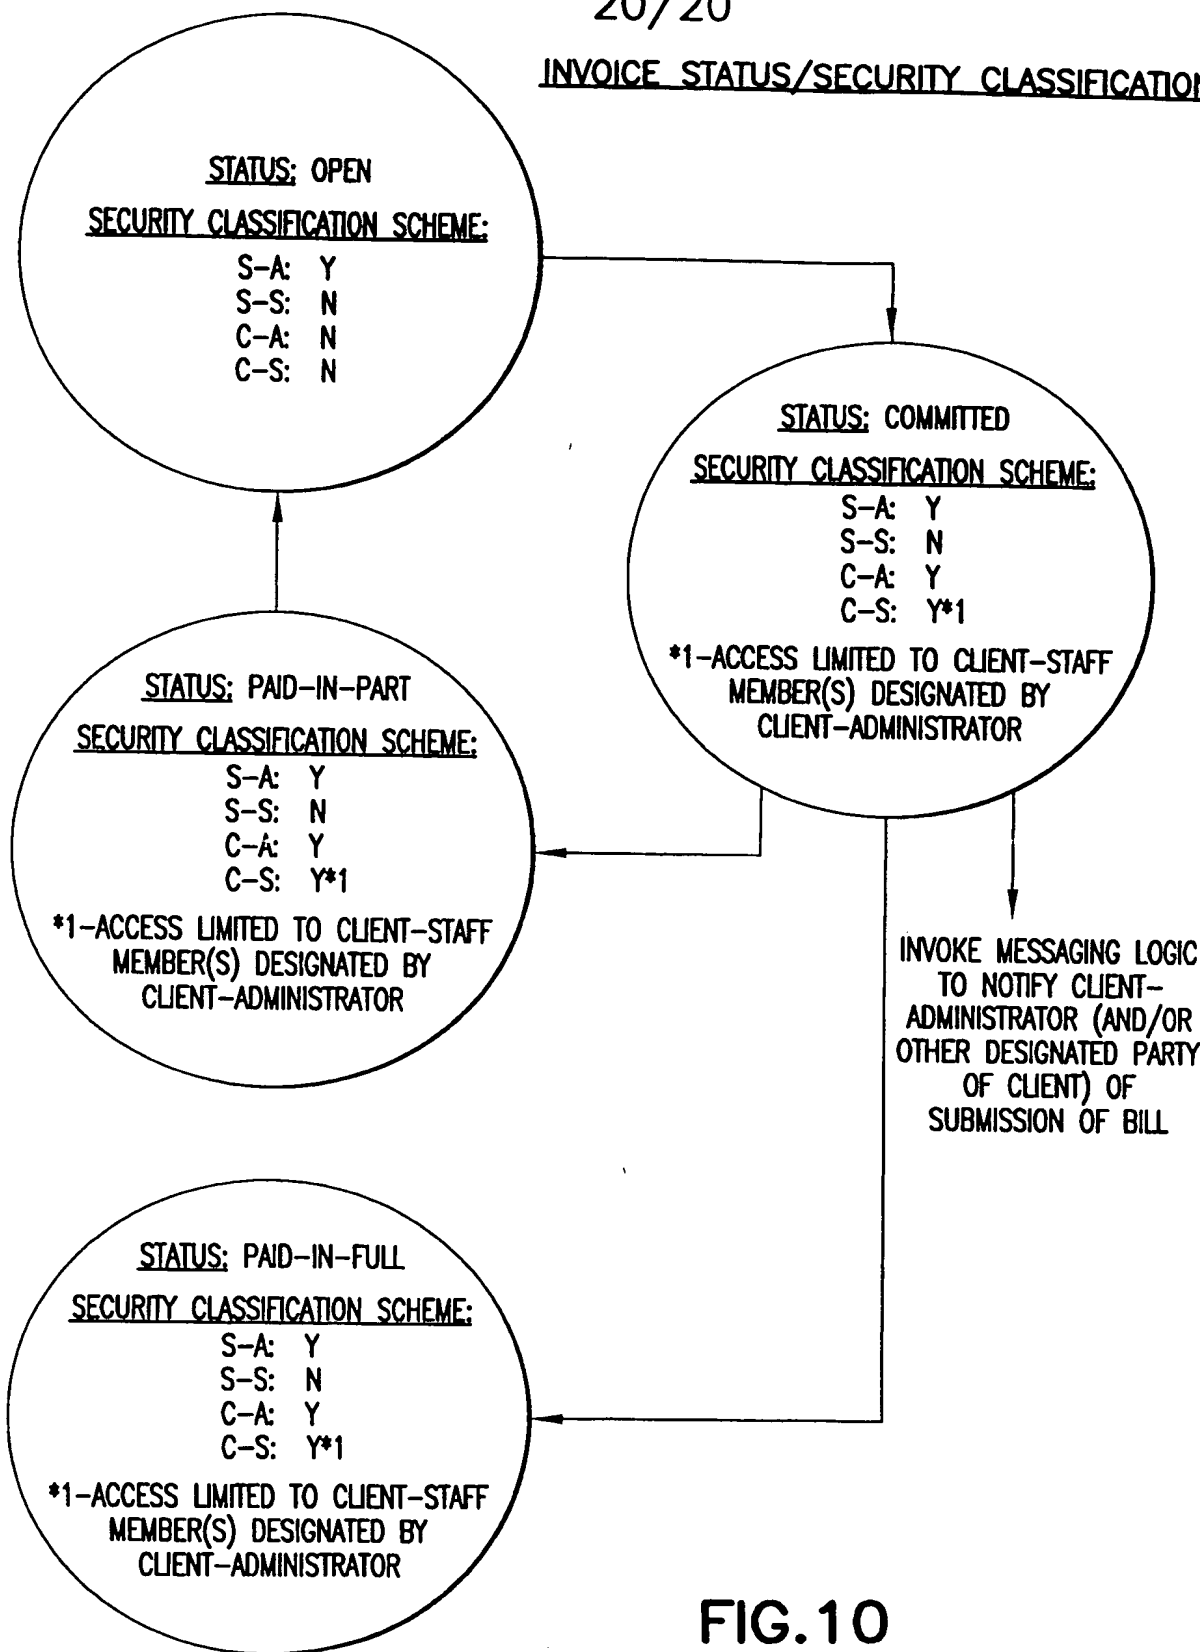 20/20
INVOICE STATUS/SECURITY CLASSIFICATION
STATUS: OPEN
SECURITY CLASSIFICATION SCHEME:
S-A: Y
S-S: N
C-A: N
C-S: N
STATUS: COMMITTED
SECURITY CLASSIFICATION SCHEME:
S-A: Y
S-S: N
C-A: Y
C-S: Y*1
*1-ACCESS LIMITED TO CLIENT-STAFF
MEMBER(S) DESIGNATED BY
CLIENT-ADMINISTRATOR
STATUS: PAID-IN-PART
SECURITY CLASSIFICATION SCHEME:
S-A: Y
S-S: N
C-A: Y
C-S: Y*1
*1-ACCESS LIMITED TO CLIENT-STAFF
MEMBER(S) DESIGNATED BY
CLIENT-ADMINISTRATOR
INVOKE MESSAGING LOGIC
TO NOTIFY CLIENT-
ADMINISTRATOR (AND/OR
OTHER DESIGNATED PARTY
OF CLIENT) OF
SUBMISSION OF BILL
STATUS: PAID-IN-FULL
SECURITY CLASSIFICATION SCHEME:
S-A: Y
S-S: N
C-A: Y
C-S: Y*1
*1-ACCESS LIMITED TO CLIENT-STAFF
MEMBER(S) DESIGNATED BY
CLIENT-ADMINISTRATOR
FIG.10